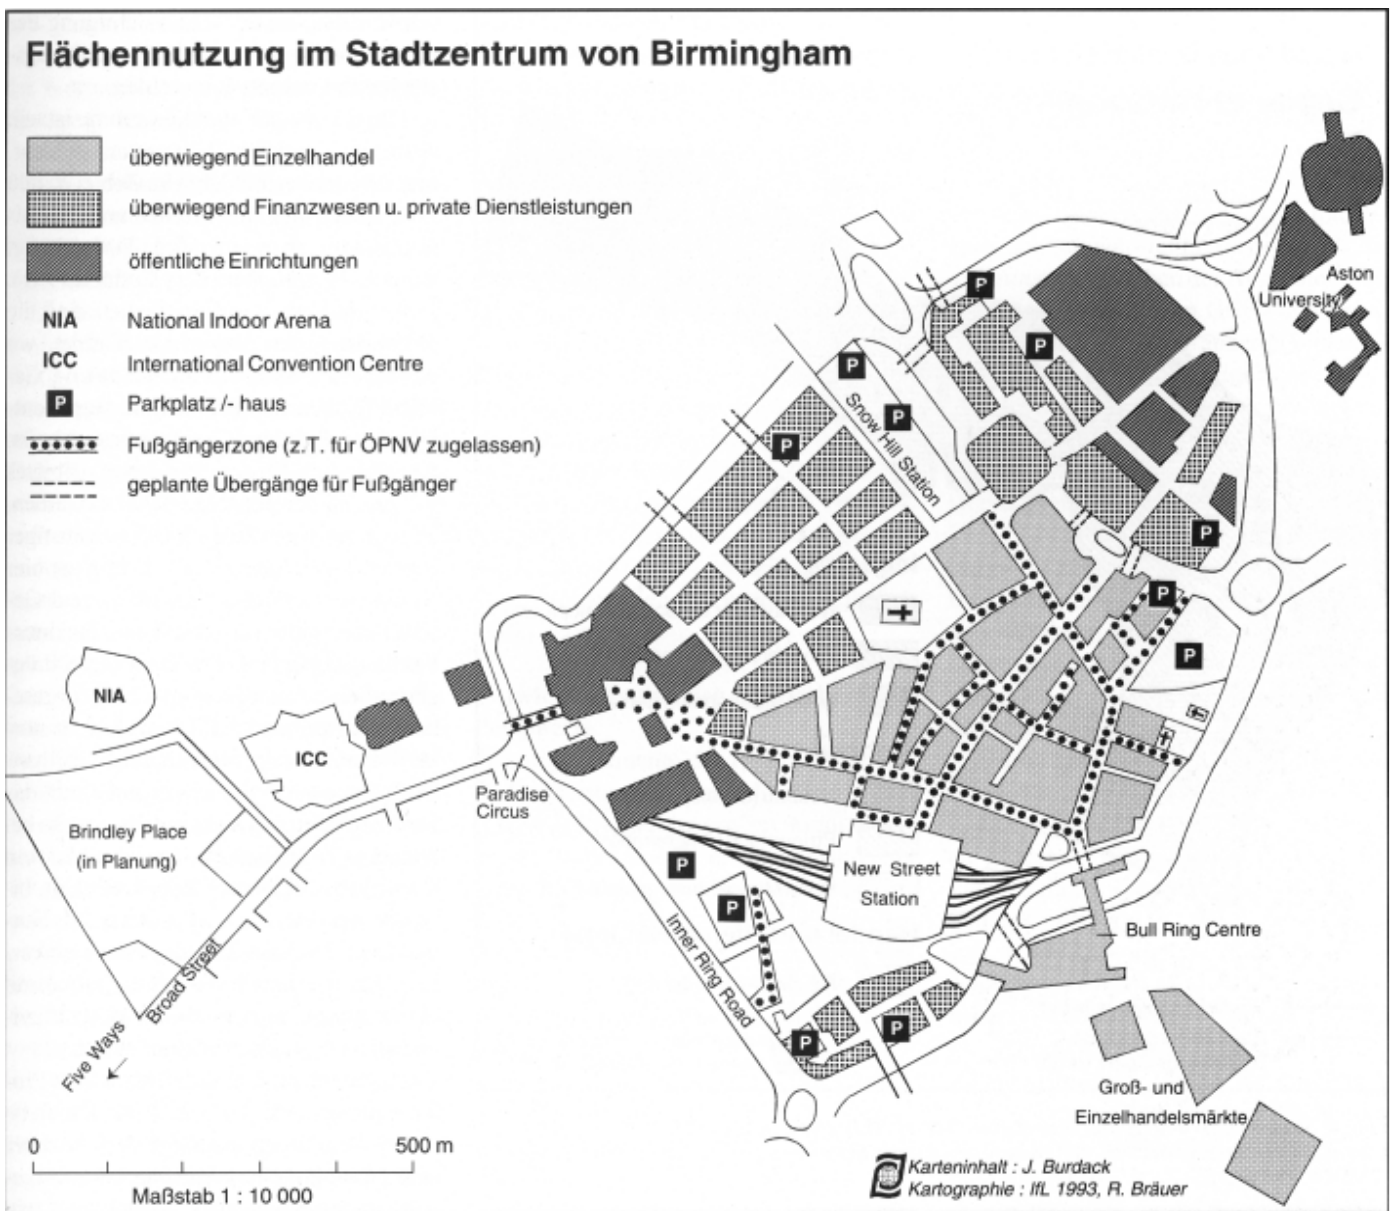 Flächennutzung im Stadtzentrum von Birmingham
überwiegend Einzelhandel
überwiegend Finanzwesen u. private Dienstleistungen
öffentliche Einrichtungen
NIA National Indoor Arena
ICC International Convention Centre
P Parkplatz /- haus
Fußgängerzone (z.T. für ÖPNV zugelassen)
geplante Übergänge für Fußgänger
Aston
University
P
P
P
P
P
Snow Hill Station
P
P
P
NIA
ICC
Paradise
Circus
Brindley Place
(in Planung)
New Street
Station
P
P
Inner Ring Road
Bull Ring Centre
Broad Street
Five Ways
P
P
Groß- und
Einzelhandelsmärkte
0 500 m
Maßstab 1 : 10 000
Karteninhalt : J. Burdack
Kartographie : IfL 1993, R. Bräuer